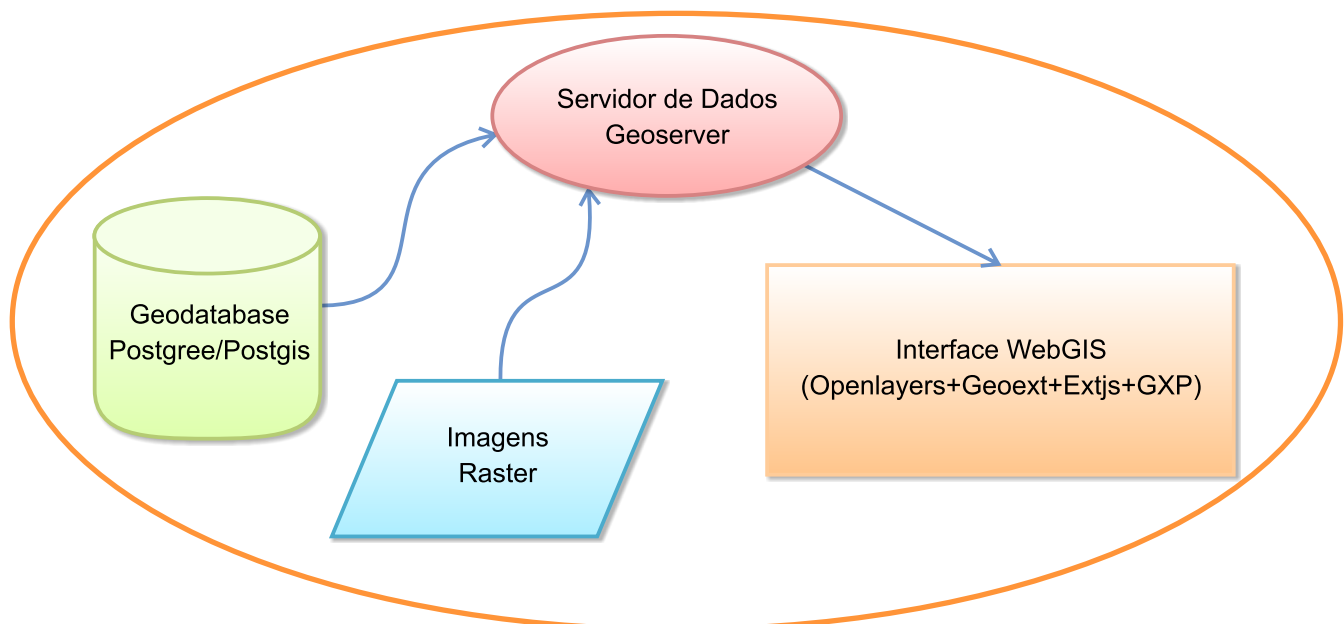 Servidor de Dados
Geoserver
Geodatabase
Postgree/Postgis
Imagens
Raster
Interface WebGIS
(Openlayers+Geoext+Extjs+GXP)